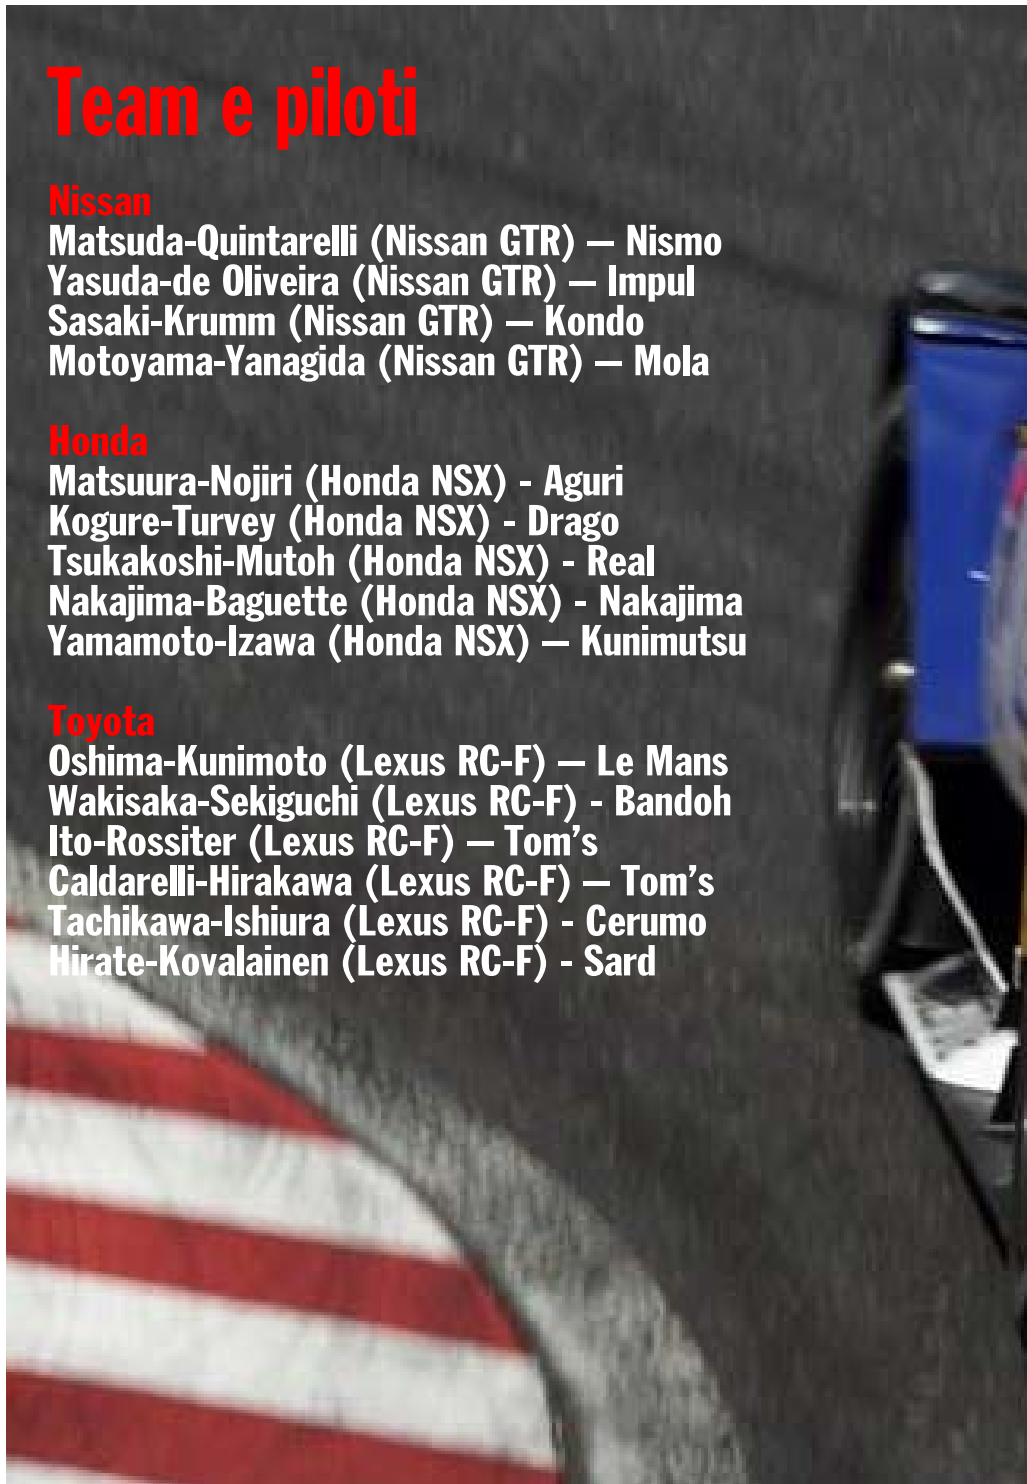 Team e piloti
Nissan
Matsuda-Quintarelli (Nissan GTR) — Nismo
Yasuda-de Oliveira (Nissan GTR) — Impul
Sasaki-Krumm (Nissan GTR) — Kondo
Motoyama-Yanagida (Nissan GTR) — Mola
Honda
Matsuura-Nojiri (Honda NSX) - Aguri
Kogure-Turvey (Honda NSX) - Drago
Tsukakoshi-Mutoh (Honda NSX) - Real
Nakajima-Baguette (Honda NSX) - Nakajima
Yamamoto-Izawa (Honda NSX) — Kunimutsu
Toyota
Oshima-Kunimoto (Lexus RC-F) — Le Mans
Wakisaka-Sekiguchi (Lexus RC-F) - Bandoh
Ito-Rossiter (Lexus RC-F) — Tom's
Caldarelli-Hirakawa (Lexus RC-F) — Tom's
Tachikawa-Ishiura (Lexus RC-F) - Cerumo
Hirate-Kovalainen (Lexus RC-F) - Sard